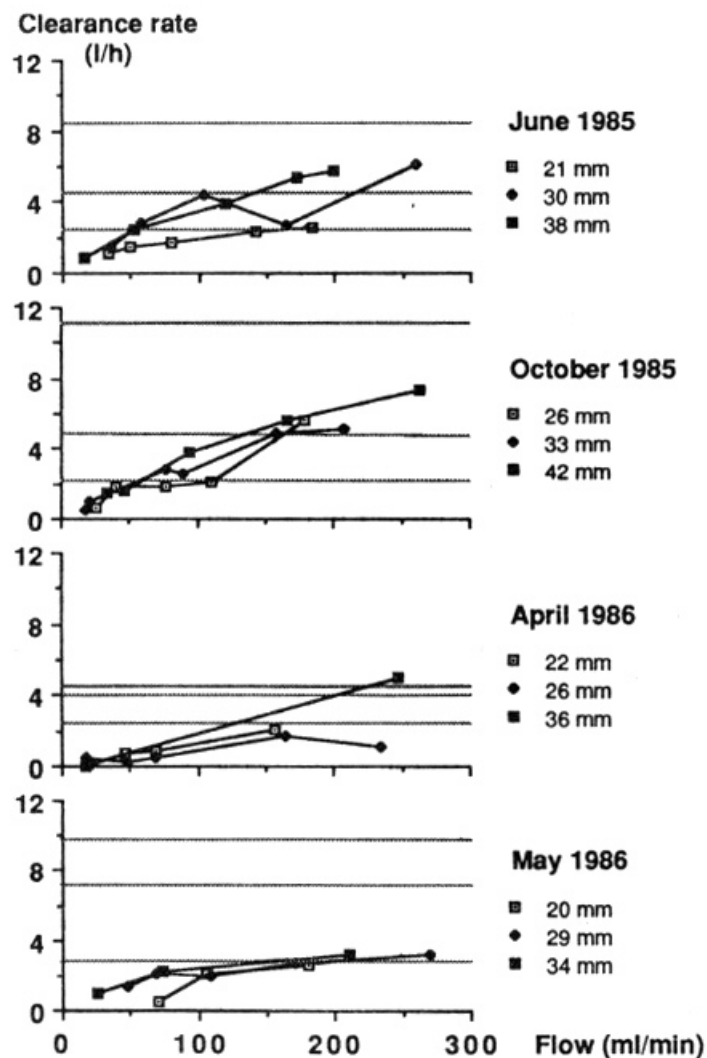 Clearance rate
(l/h)
12
8
4
0
June 1985
21 mm
30 mm
38 mm
12
8
4
0
October 1985
26 mm
33 mm
42 mm
12
8
4
0
April 1986
22 mm
26 mm
36 mm
12
8
4
0
May 1986
20 mm
29 mm
34 mm
0 100 200 300 Flow (ml/min)